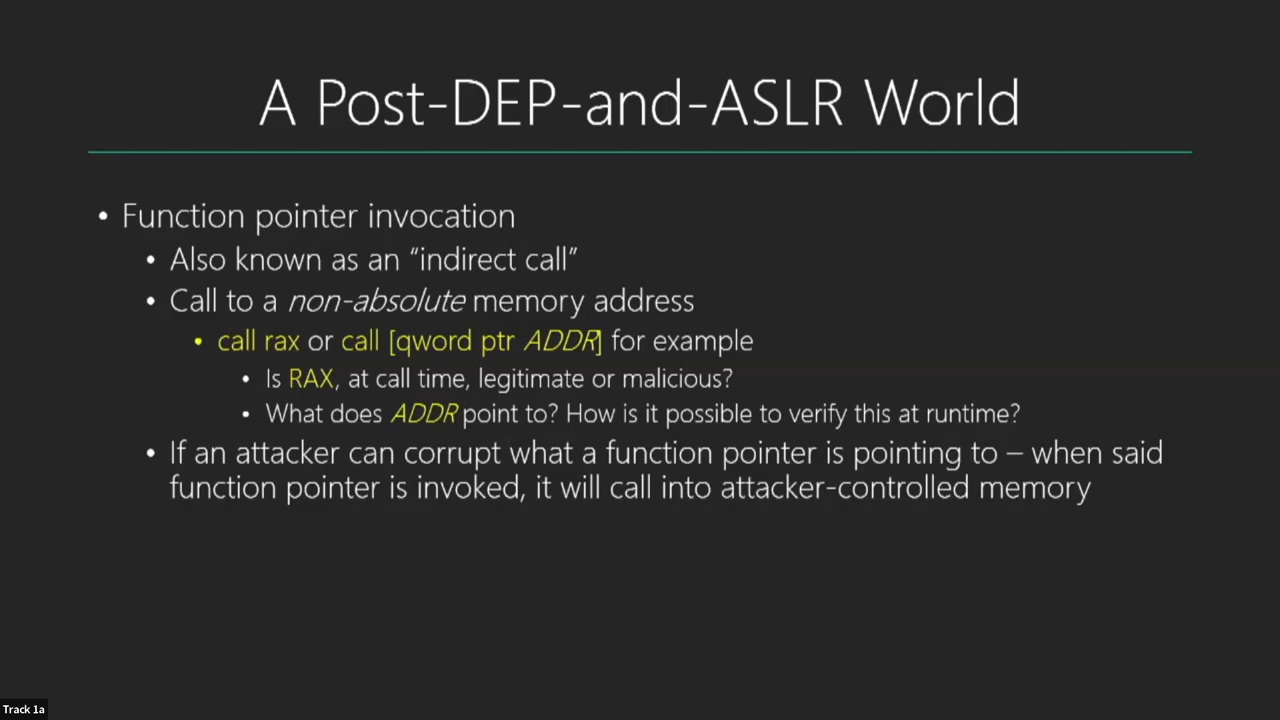 A Post-DEP-and-ASLR World
• Function pointer invocation
• Also known as an “indirect call”
• Call to a non-absolute memory address
• call rax or call [qword ptr ADDR] for example
• Is RAX, at call time, legitimate or malicious?
• What does ADDR point to? How is it possible to verify this at runtime?
• If an attacker can corrupt what a function pointer is pointing to – when said
function pointer is invoked, it will call into attacker-controlled memory
Track 1a